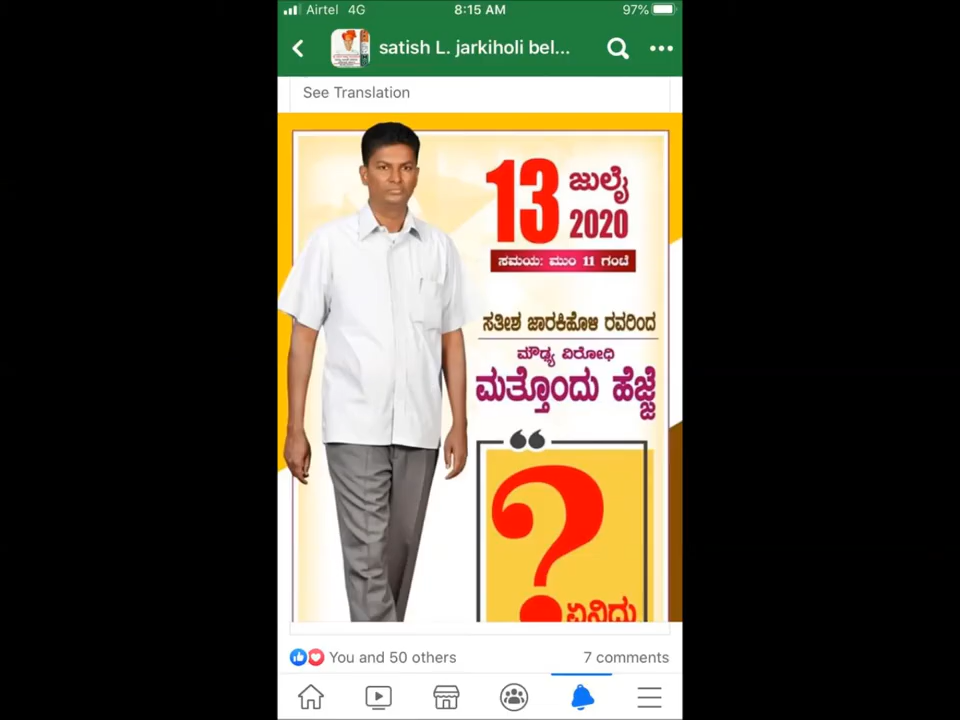 Airtel 4G 8:15 AM 97%
satish L. jarkiholi bel...
See Translation
13 ಜುಲೈ 2020
ಸಮಯ: ಮುಂ 11 ಗಂಟೆ
ಸತೀಶ ಜಾರಕಿಹೊಳಿ ರವರಿಂದ
ಮೌಢ್ಯ ವಿರೋಧಿ
ಮತ್ತೊಂದು ಹೆಜ್ಜೆ
“
?
ಏನಿದು
You and 50 others 7 comments